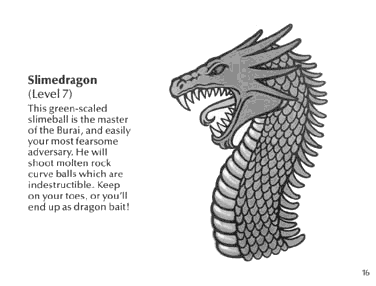 Slimedragon
(Level 7)
This green-scaled
slimeball is the master
of the Burai, and easily
your most fearsome
adversary. He will
shoot molten rock
curve balls which are
indestructible. Keep
on your toes, or you'll
end up as dragon bait!
16